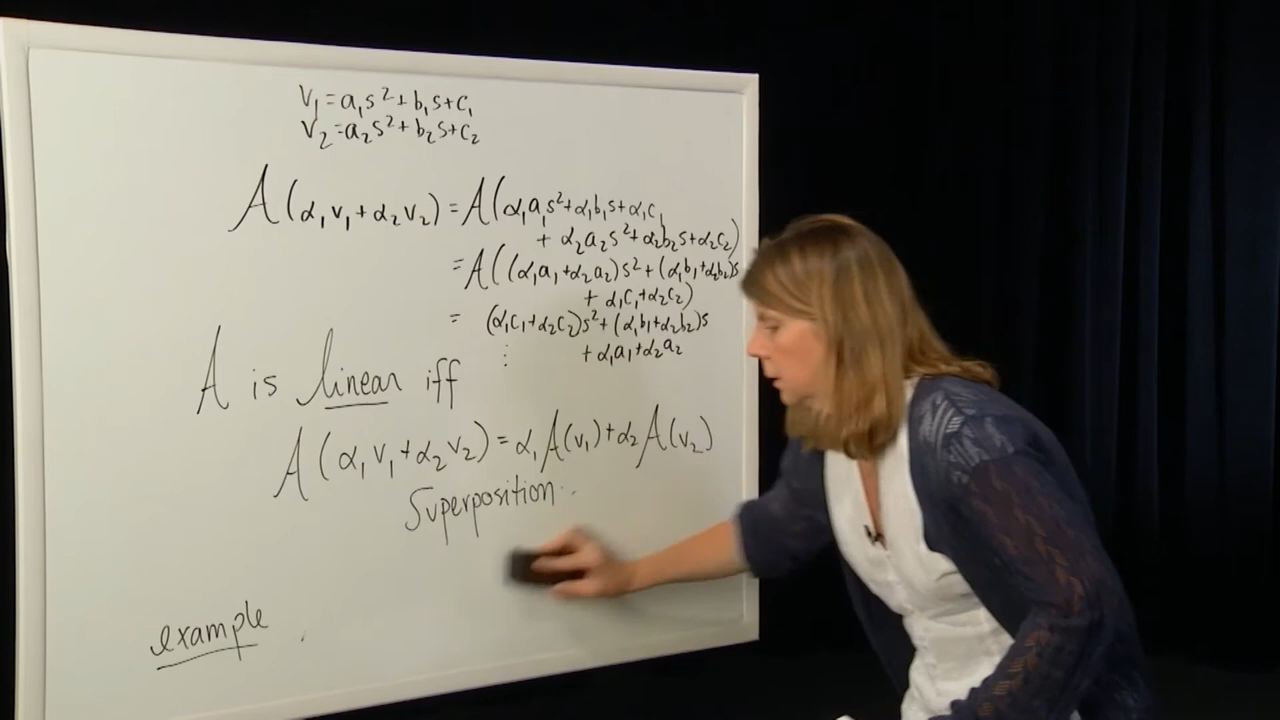 v₁=a₁s²+b₁s+c₁
v₂=a₂s²+b₂s+c₂
A(α₁v₁+α₂v₂)=A(α₁a₁s²+α₁b₁s+α₁c₁
+α₂a₂s²+α₂b₂s+α₂c₂)
=A((α₁a₁+α₂a₂)s²+(α₁b₁+α₂b₂)s
+α₁c₁+α₂c₂)
=(α₁c₁+α₂c₂)s²+(α₁b₁+α₂b₂)s
⋮ +α₁a₁+α₂a₂
A is linear iff
A(α₁v₁+α₂v₂)=α₁A(v₁)+α₂A(v₂)
Superposition
example